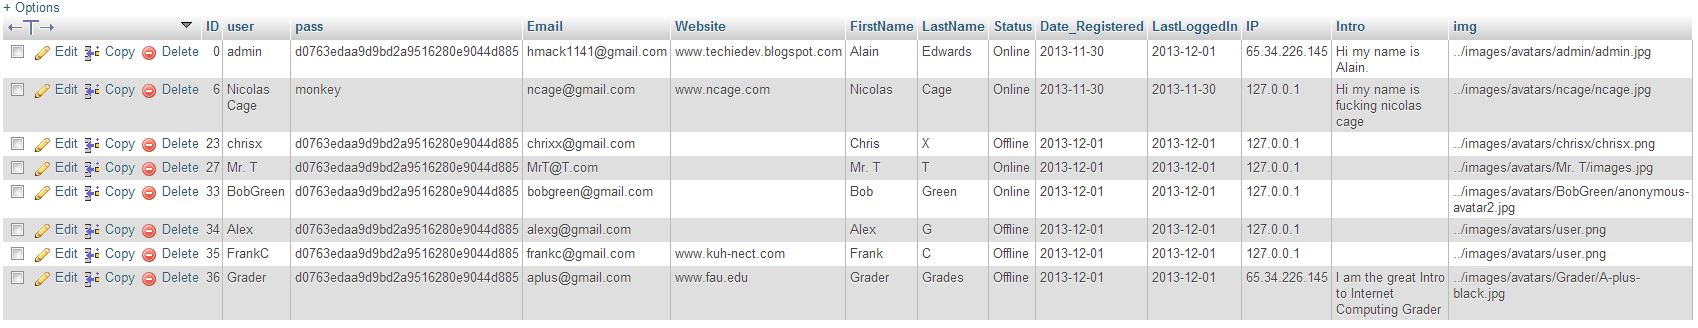 + Options
ID user pass Email Website FirstName LastName Status Date_Registered LastLoggedIn IP Intro img
Edit Copy Delete 0 admin d0763edaa9d9bd2a9516280e9044d885 hmack1141@gmail.com www.techiedev.blogspot.com Alain Edwards Online 2013-11-30 2013-12-01 65.34.226.145 Hi my name is ../images/avatars/admin/admin.jpg
Alain.
Edit Copy Delete 6 Nicolas monkey ncage@gmail.com www.ncage.com Nicolas Cage Online 2013-11-30 2013-11-30 127.0.0.1 Hi my name is ../images/avatars/ncage/ncage.jpg
Cage fucking nicolas
cage
Edit Copy Delete 23 chrisx d0763edaa9d9bd2a9516280e9044d885 chrixx@gmail.com Chris X Offline 2013-12-01 2013-12-01 127.0.0.1 ../images/avatars/chrisx/chrisx.png
Edit Copy Delete 27 Mr. T d0763edaa9d9bd2a9516280e9044d885 MrT@T.com Mr. T T Online 2013-12-01 2013-12-01 127.0.0.1 ../images/avatars/Mr. T/images.jpg
Edit Copy Delete 33 BobGreen d0763edaa9d9bd2a9516280e9044d885 bobgreen@gmail.com Bob Green Online 2013-12-01 2013-12-01 127.0.0.1 ../images/avatars/BobGreen/anonymous-
avatar2.jpg
Edit Copy Delete 34 Alex d0763edaa9d9bd2a9516280e9044d885 alexg@gmail.com Alex G Offline 2013-12-01 2013-12-01 127.0.0.1 ../images/avatars/user.png
Edit Copy Delete 35 FrankC d0763edaa9d9bd2a9516280e9044d885 frankc@gmail.com www.kuh-nect.com Frank C Offline 2013-12-01 2013-12-01 127.0.0.1 ../images/avatars/user.png
Edit Copy Delete 36 Grader d0763edaa9d9bd2a9516280e9044d885 aplus@gmail.com www.fau.edu Grader Grades Offline 2013-12-01 2013-12-01 65.34.226.145 I am the great Intro ../images/avatars/Grader/A-plus-
to Internet black.jpg
Computing Grader